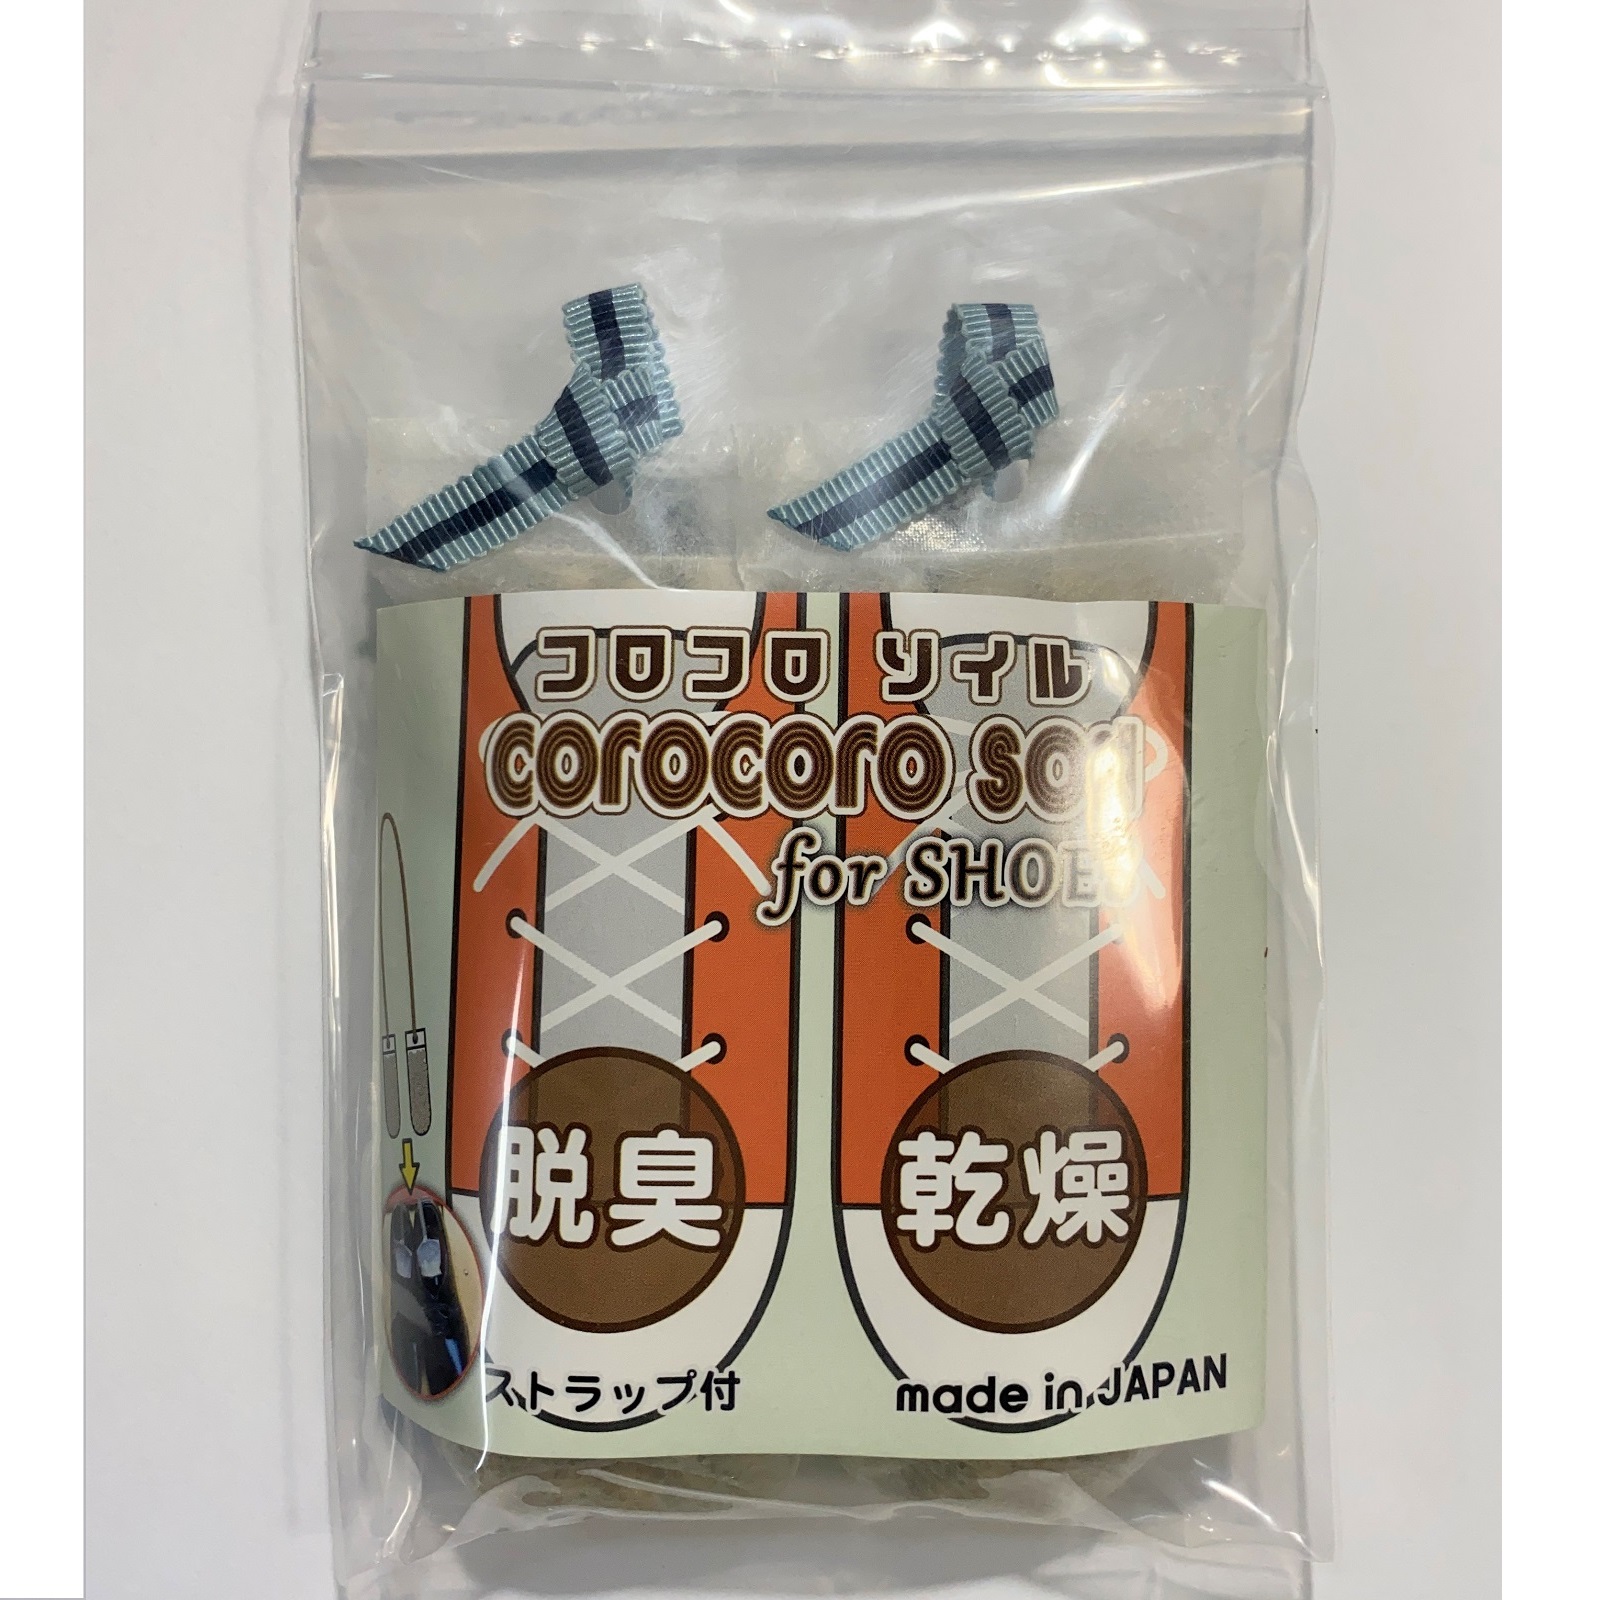 コロコロ ソイル
corocoro soil
for SHOES
脱臭
乾燥
ストラップ付
made in JAPAN